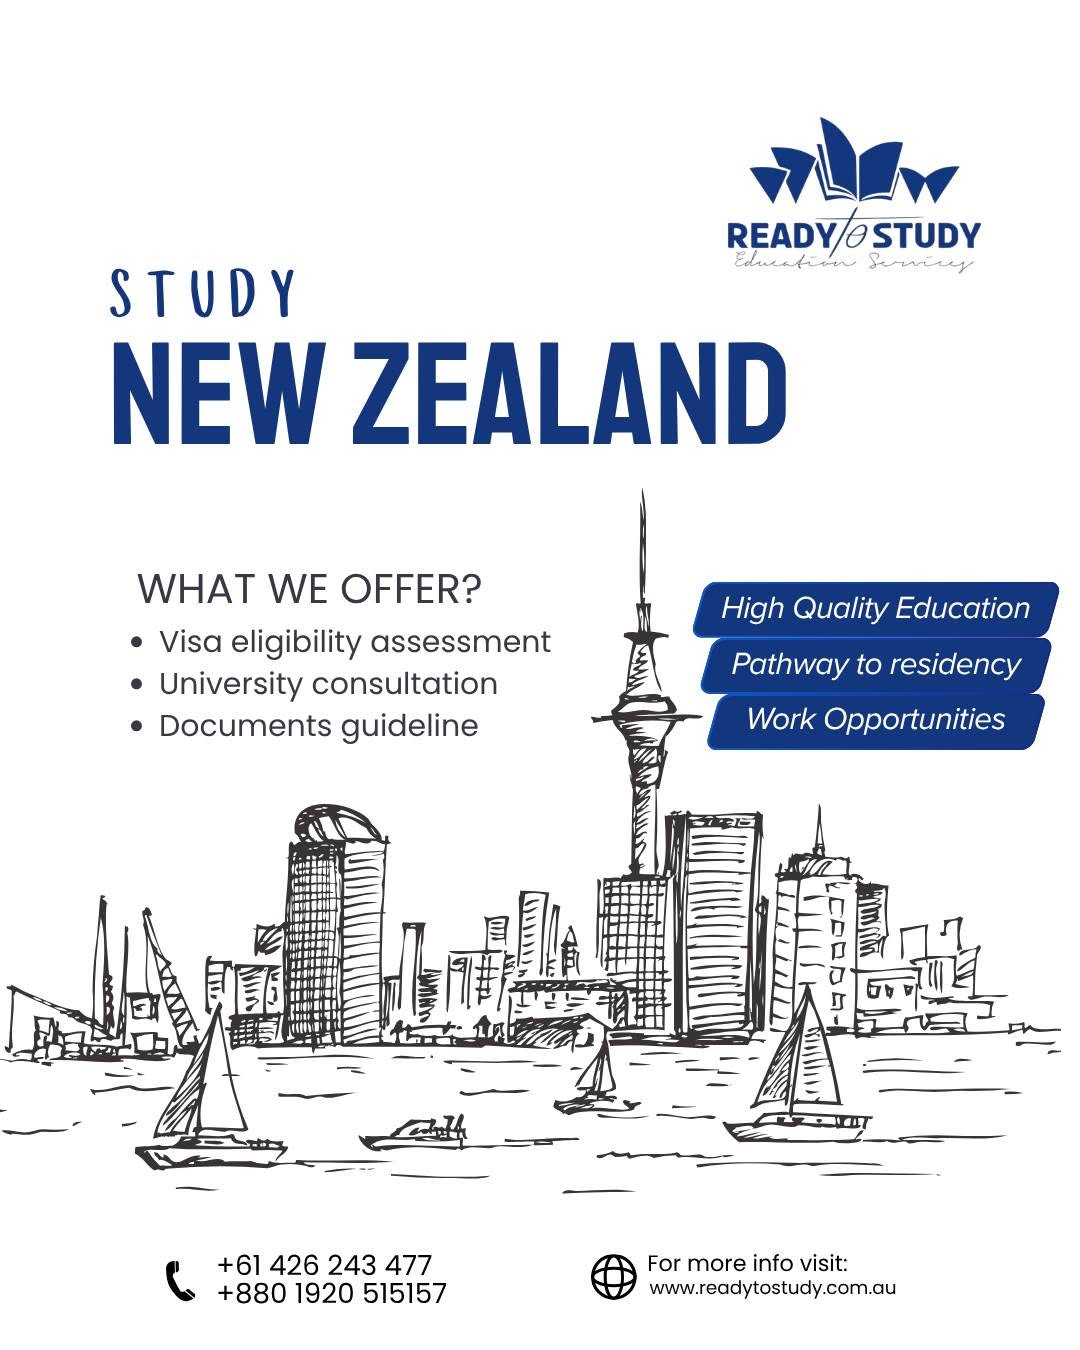 READY to STUDY
Education Services
STUDY
NEW ZEALAND
WHAT WE OFFER?
• Visa eligibility assessment
• University consultation
• Documents guideline
High Quality Education
Pathway to residency
Work Opportunities
+61 426 243 477
+880 1920 515157
For more info visit:
www.readytostudy.com.au